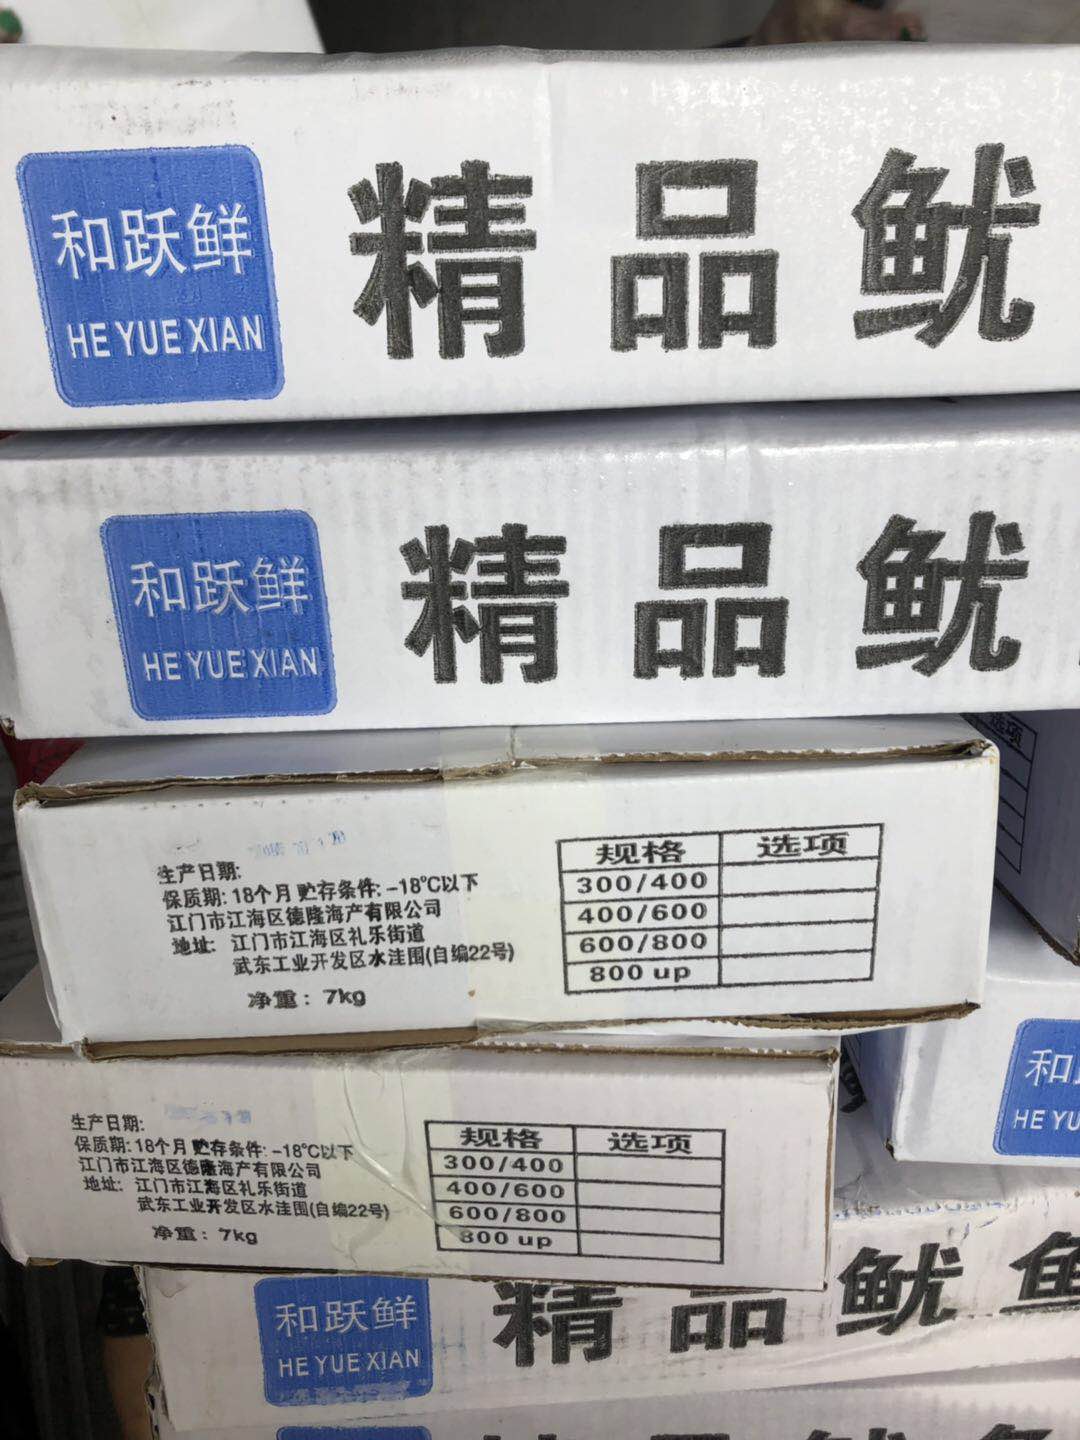 和跃鲜
HE YUE XIAN
精品鱿
和跃鲜
HE YUE XIAN
精品鱿
选项
生产日期:
保质期: 18个月 贮存条件: -18℃以下
江门市江海区德隆海产有限公司
地址: 江门市江海区礼乐街道
武东工业开发区水洼围(自编22号)
净重: 7kg
规格 选项
300/400
400/600
600/800
800 up
和跃
HE YU
生产日期:
保质期: 18个月 贮存条件: -18℃以下
江门市江海区德隆海产有限公司
地址: 江门市江海区礼乐街道
武东工业开发区水洼围(自编22号)
净重: 7kg
规格 选项
300/400
400/600
600/800
800 up
和跃鲜
HE YUE XIAN
精品鱿鱼